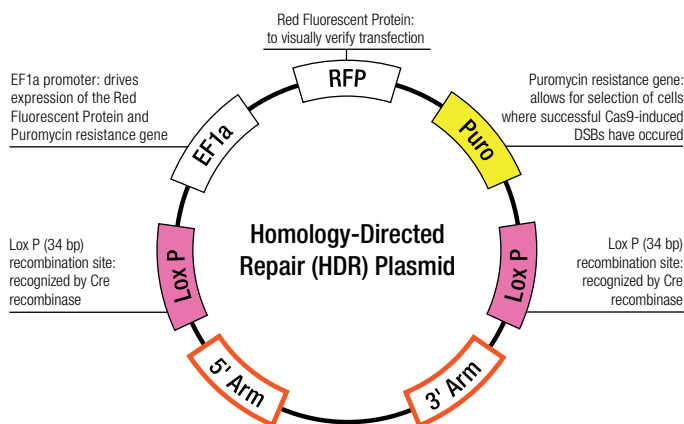 Red Fluorescent Protein:
to visually verify transfection
RFP
EF1a promoter: drives
expression of the Red
Fluorescent Protein and
Puromycin resistance gene
EF1a
Puromycin resistance gene:
allows for selection of cells
where successful Cas9-induced
DSBs have occured
Puro
Homology-Directed
Repair (HDR) Plasmid
Lox P (34 bp)
recombination site:
recognized by Cre
recombinase
Lox P
Lox P (34 bp)
recombination site:
recognized by Cre
recombinase
Lox P
5' Arm
3' Arm